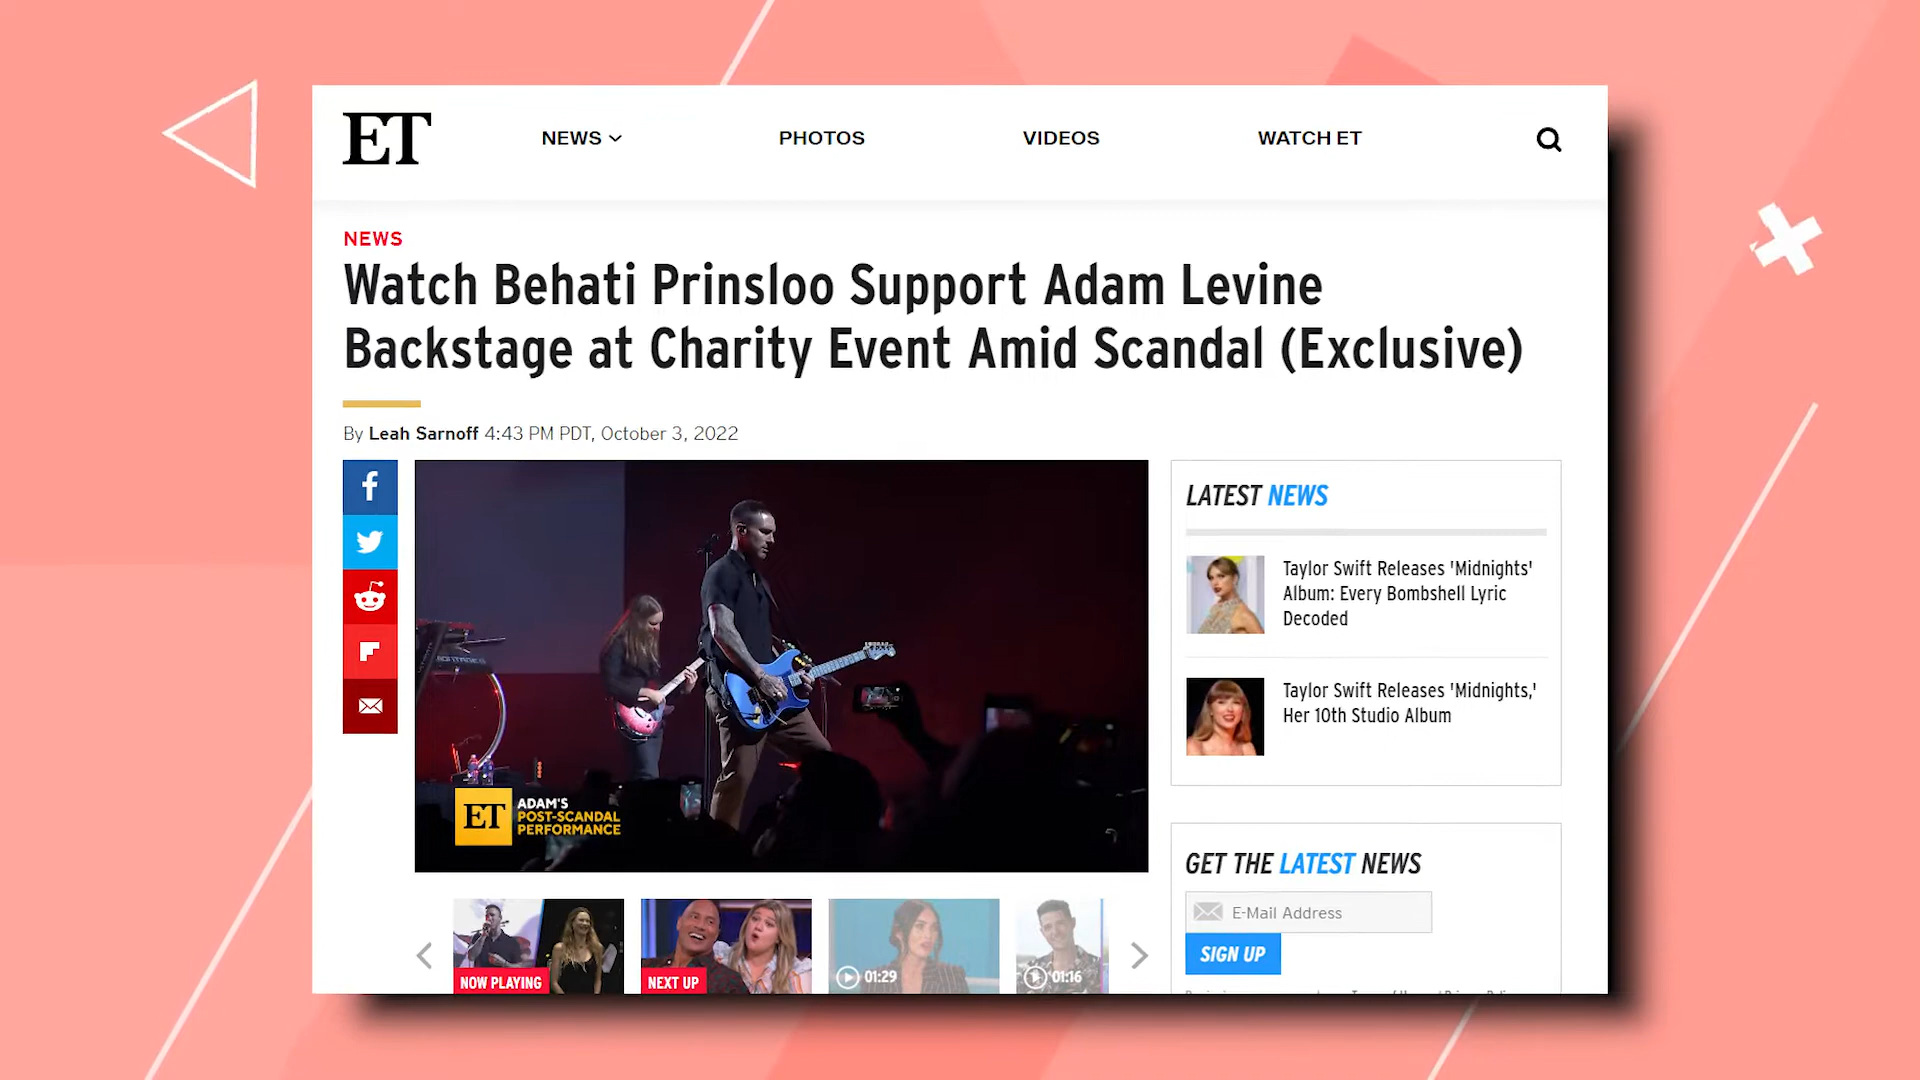 ET
NEWS
PHOTOS
VIDEOS
WATCH ET
NEWS
Watch Behati Prinsloo Support Adam Levine
Backstage at Charity Event Amid Scandal (Exclusive)
By Leah Sarnoff 4:43 PM PDT, October 3, 2022
LATEST NEWS
Taylor Swift Releases 'Midnights'
Album: Every Bombshell Lyric
Decoded
Taylor Swift Releases 'Midnights,'
Her 10th Studio Album
ET
ADAM'S
POST-SCANDAL
PERFORMANCE
GET THE LATEST NEWS
E-Mail Address
SIGN UP
NOW PLAYING
NEXT UP
01:29
01:16